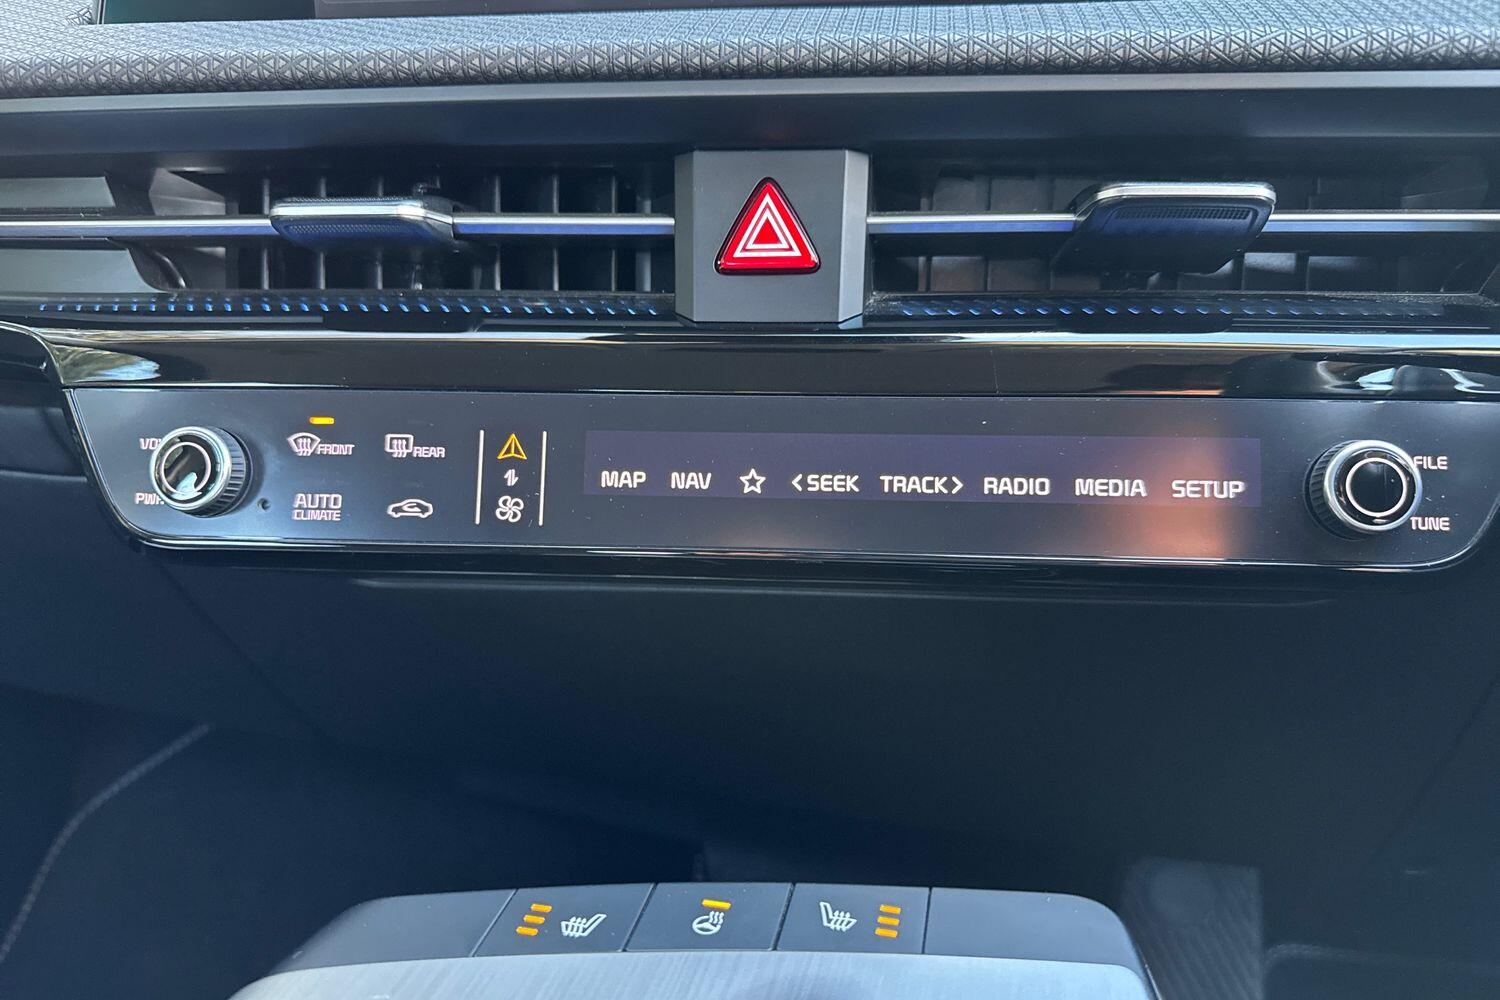 VOL
PWR
FRONT
REAR
AUTO
CLIMATE
MAP NAV <SEEK TRACK> RADIO MEDIA SETUP
FILE
TUNE